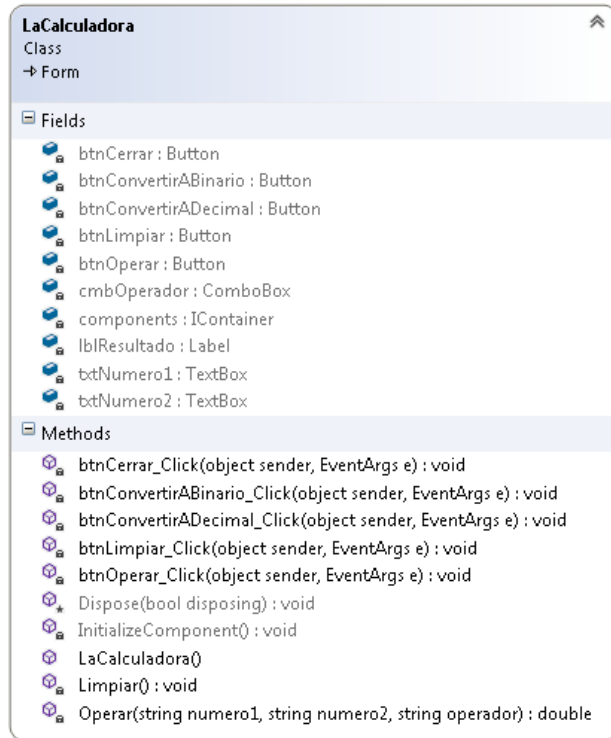 LaCalculadora
Class
Form
Fields
btnCerrar : Button
btnConvertirABinario : Button
btnConvertirADecimal : Button
btnLimpiar : Button
btnOperar : Button
cmbOperador : ComboBox
components : IContainer
lblResultado : Label
txtNumero1 : TextBox
txtNumero2 : TextBox
Methods
btnCerrar_Click(object sender, EventArgs e) : void
btnConvertirABinario_Click(object sender, EventArgs e) : void
btnConvertirADecimal_Click(object sender, EventArgs e) : void
btnLimpiar_Click(object sender, EventArgs e) : void
btnOperar_Click(object sender, EventArgs e) : void
Dispose(bool disposing) : void
InitializeComponent() : void
LaCalculadora()
Limpiar() : void
Operar(string numero1, string numero2, string operador) : double